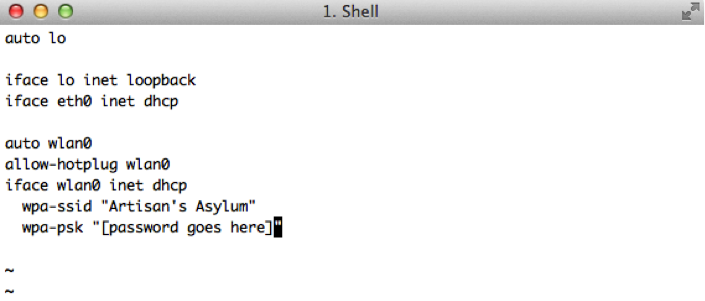 1. Shell
auto lo
iface lo inet loopback
iface eth0 inet dhcp
auto wlan0
allow-hotplug wlan0
iface wlan0 inet dhcp
wpa-ssid "Artisan's Asylum"
wpa-psk "[password goes here]"
~
~